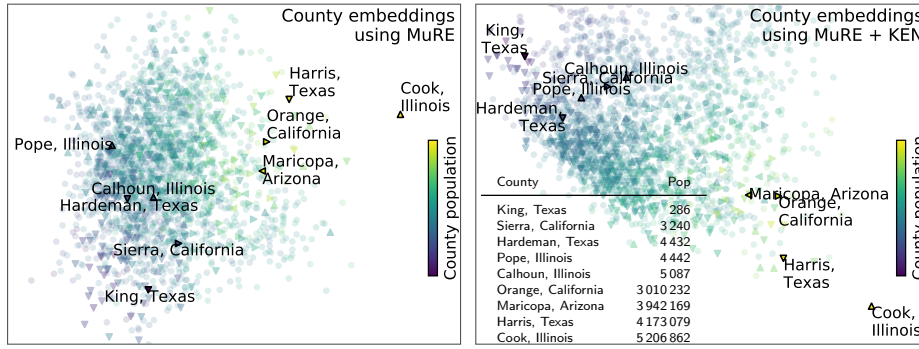 County embeddings
using MuRE
Harris,
Texas
Cook,
Illinois
Orange,
California
Pope, Illinois
Maricopa,
Arizona
Calhoun, Illinois
Hardeman, Texas
Sierra, California
King, Texas
County population
County embeddings
using MuRE + KEN
King,
Texas
Calhoun, Illinois
Sierra, California
Pope, Illinois
Hardeman,
Texas
Maricopa, Arizona
Orange,
California
Harris,
Texas
Cook,
Illinois
County population
County Pop
King, Texas 286
Sierra, California 3 240
Hardeman, Texas 4 432
Pope, Illinois 4 442
Calhoun, Illinois 5 087
Orange, California 3 010 232
Maricopa, Arizona 3 942 169
Harris, Texas 4 173 079
Cook, Illinois 5 206 862